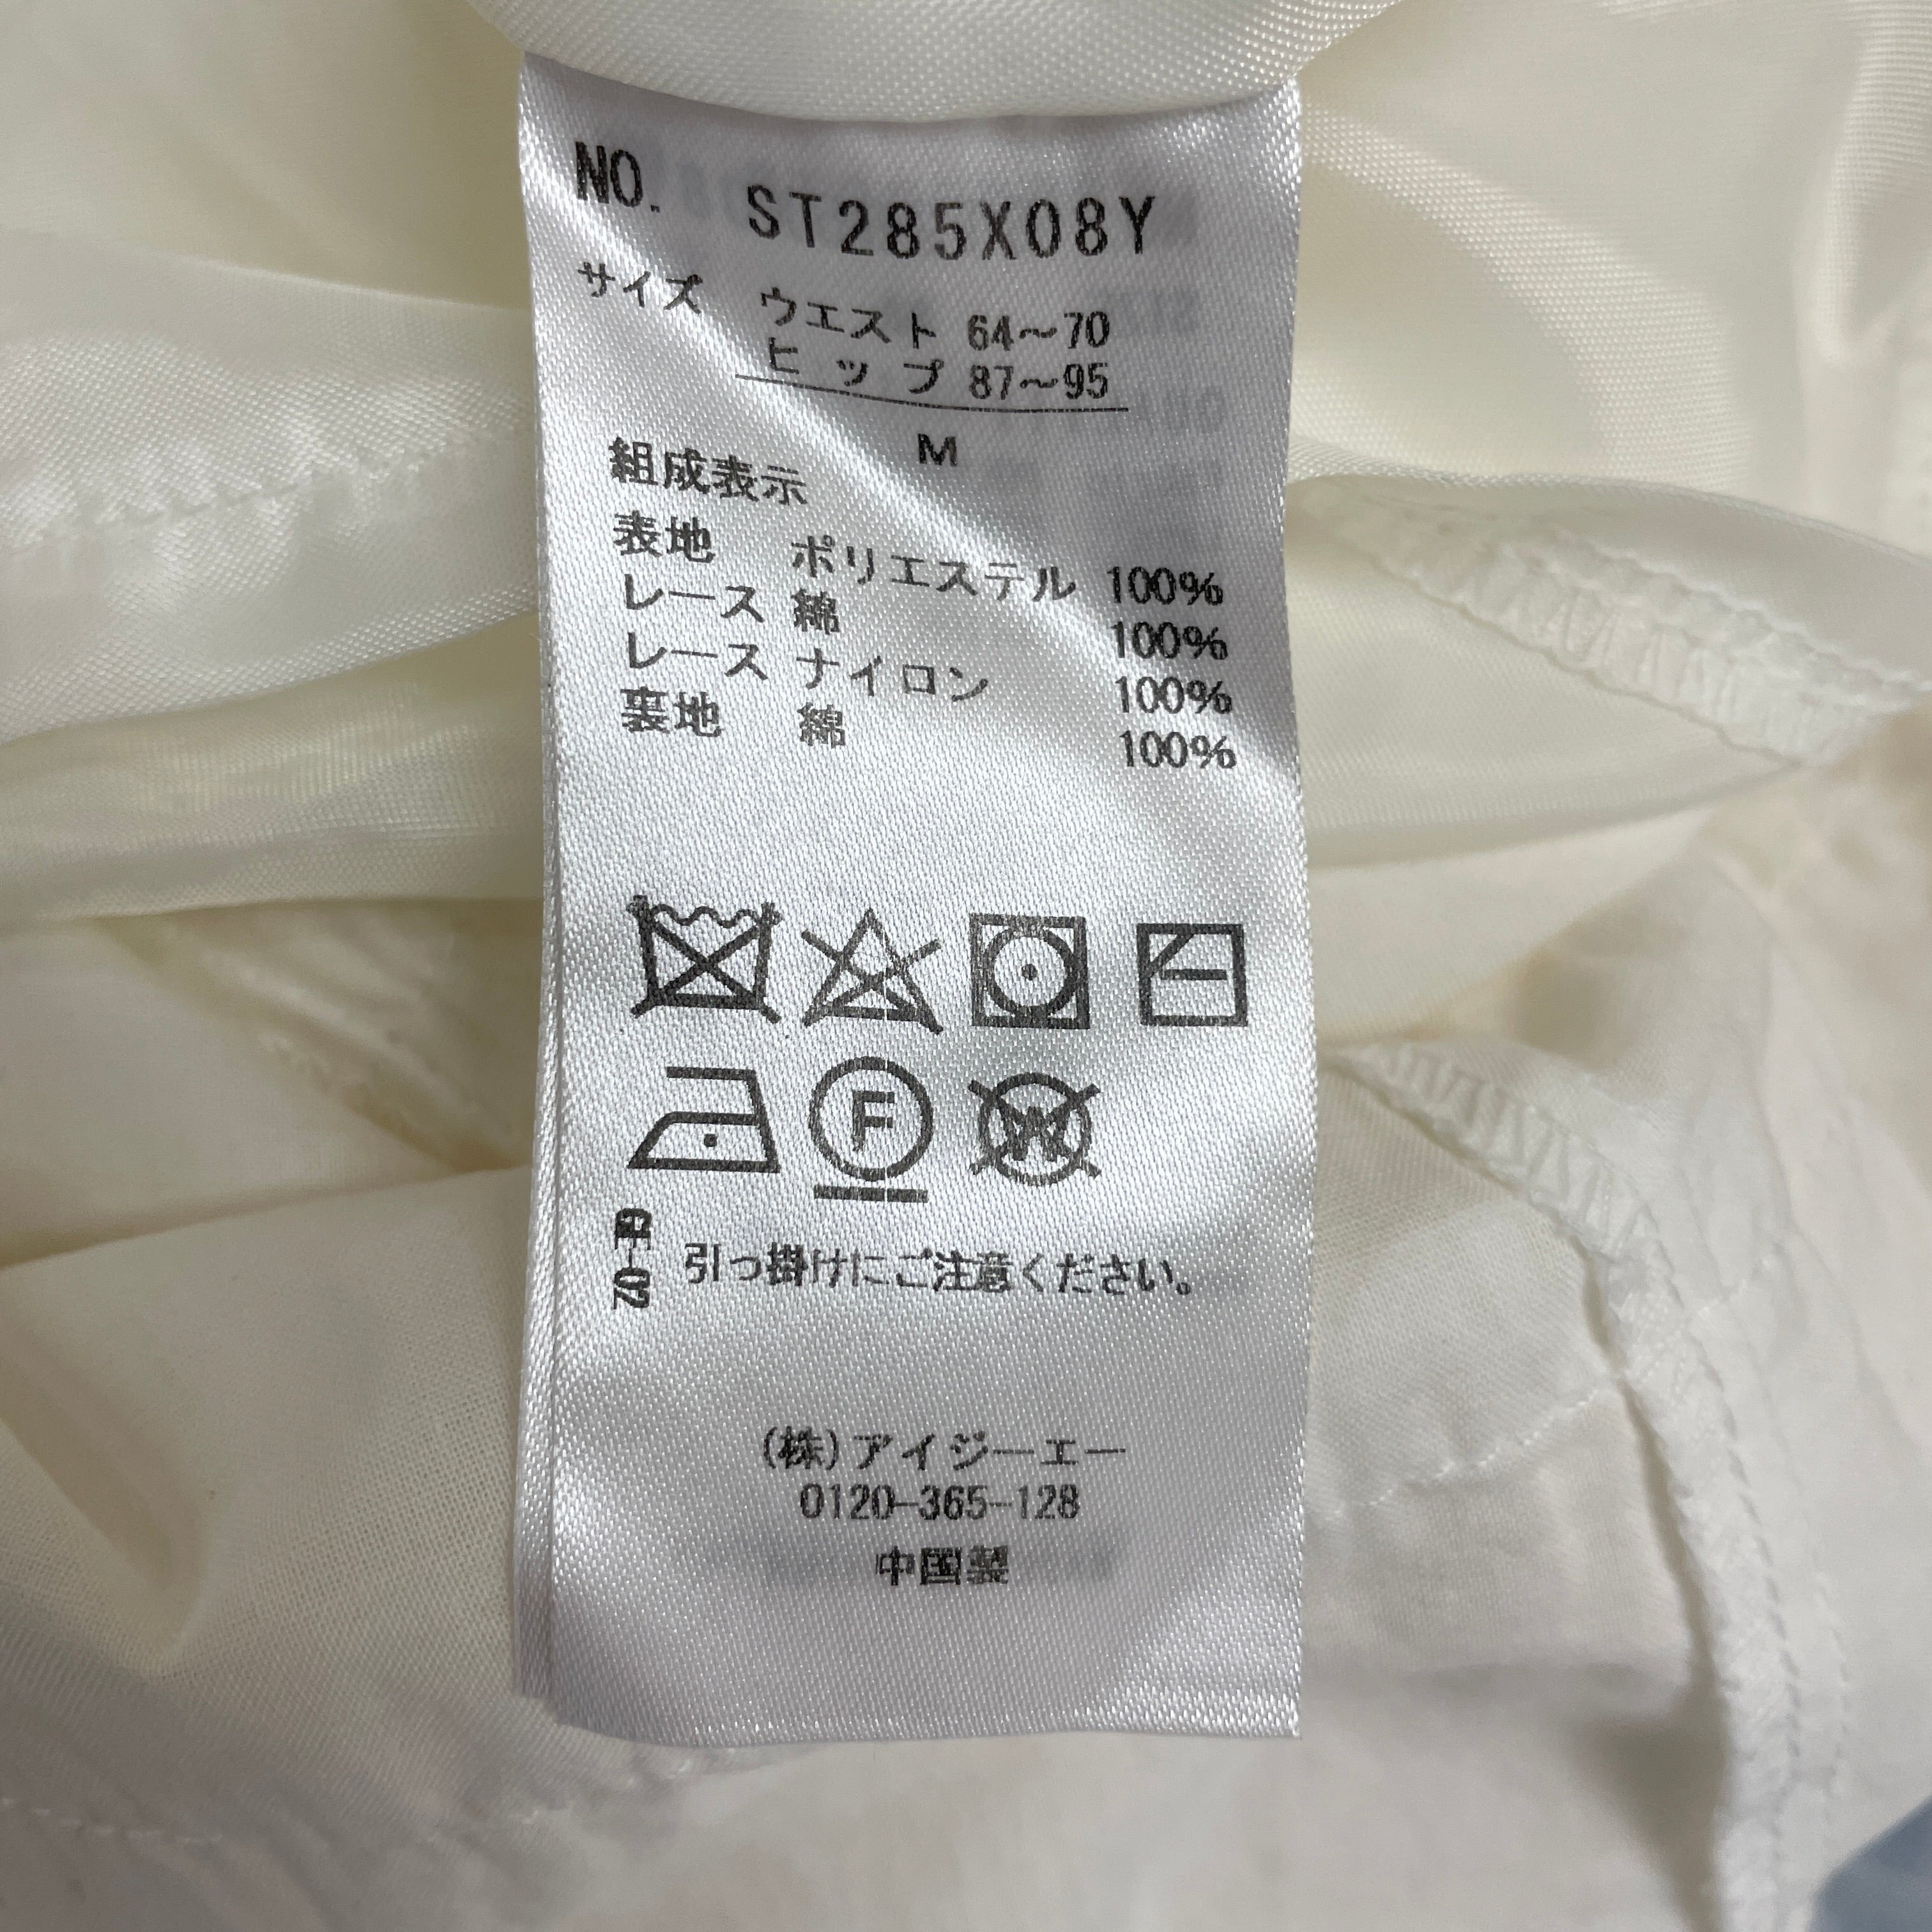 NO. ST285X08Y
サイズ ウエスト 64～70
ヒップ 87～95
M
組成表示
表地 ポリエステル 100%
レース 綿 100%
レース ナイロン 100%
裏地 綿 100%
F
W
GE-02
引っ掛けにご注意ください。
(株)アイジーエー
0120-365-128
中国製